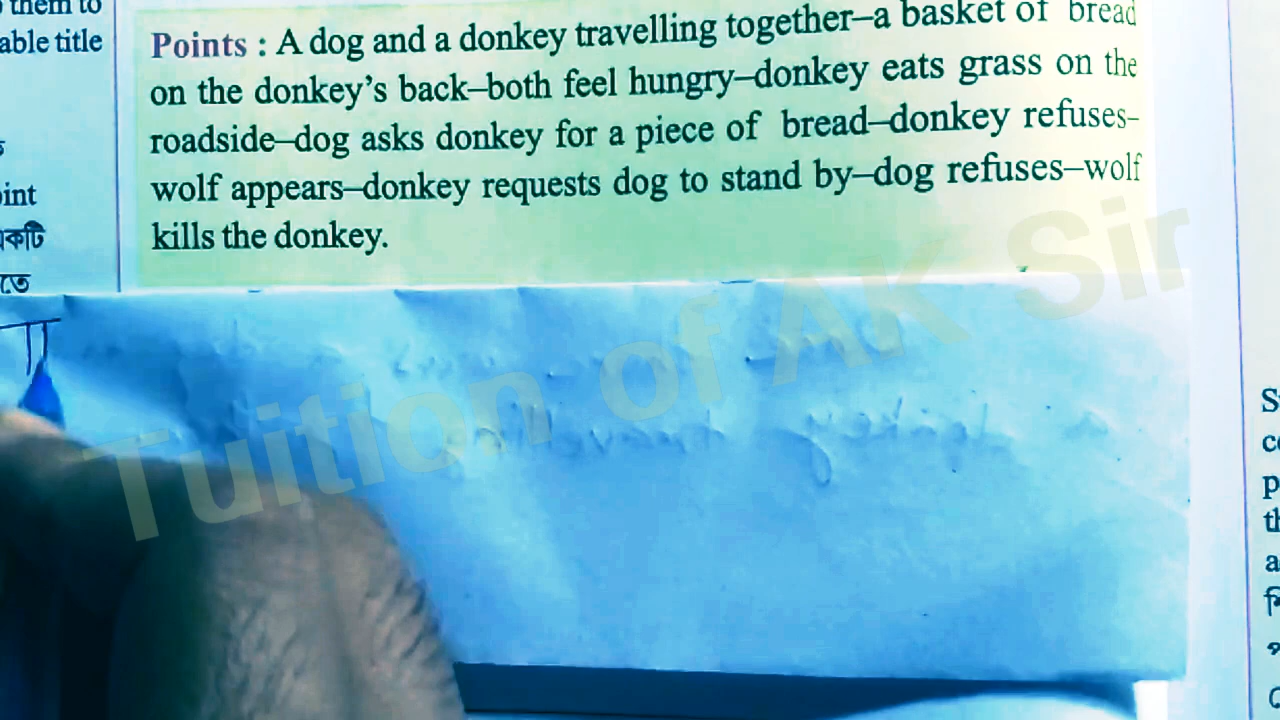 them to
able title
Points : A dog and a donkey travelling together–a basket of bread
on the donkey's back–both feel hungry–donkey eats grass on the
roadside–dog asks donkey for a piece of bread–donkey refuses–
wolf appears–donkey requests dog to stand by–dog refuses–wolf
kills the donkey.
int
একটি
তে
Tuition of AK Sir